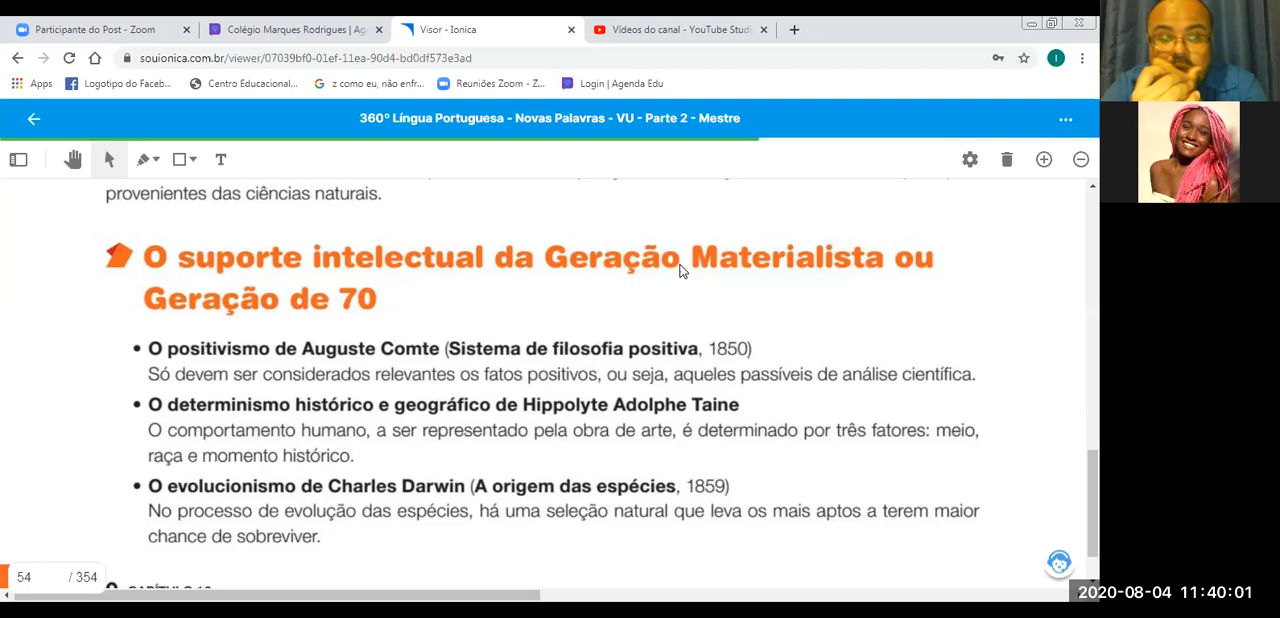 Participante do Post - Zoom
Colégio Marques Rodrigues | Ag
Visor - Ionica
Vídeos do canal - YouTube Studi
souionica.com.br/viewer/07039bf0-01ef-11ea-90d4-bd0df573e3ad
Apps
Logotipo do Faceb...
Centro Educacional...
z como eu, não enfr...
Reuniões Zoom - Z...
Login | Agenda Edu
360º Língua Portuguesa - Novas Palavras - VU - Parte 2 - Mestre
provenientes das ciências naturais.
O suporte intelectual da Geração Materialista ou
Geração de 70
• O positivismo de Auguste Comte (Sistema de filosofia positiva, 1850)
Só devem ser considerados relevantes os fatos positivos, ou seja, aqueles passíveis de análise científica.
• O determinismo histórico e geográfico de Hippolyte Adolphe Taine
O comportamento humano, a ser representado pela obra de arte, é determinado por três fatores: meio,
raça e momento histórico.
• O evolucionismo de Charles Darwin (A origem das espécies, 1859)
No processo de evolução das espécies, há uma seleção natural que leva os mais aptos a terem maior
chance de sobreviver.
54 / 354
2020-08-04 11:40:01